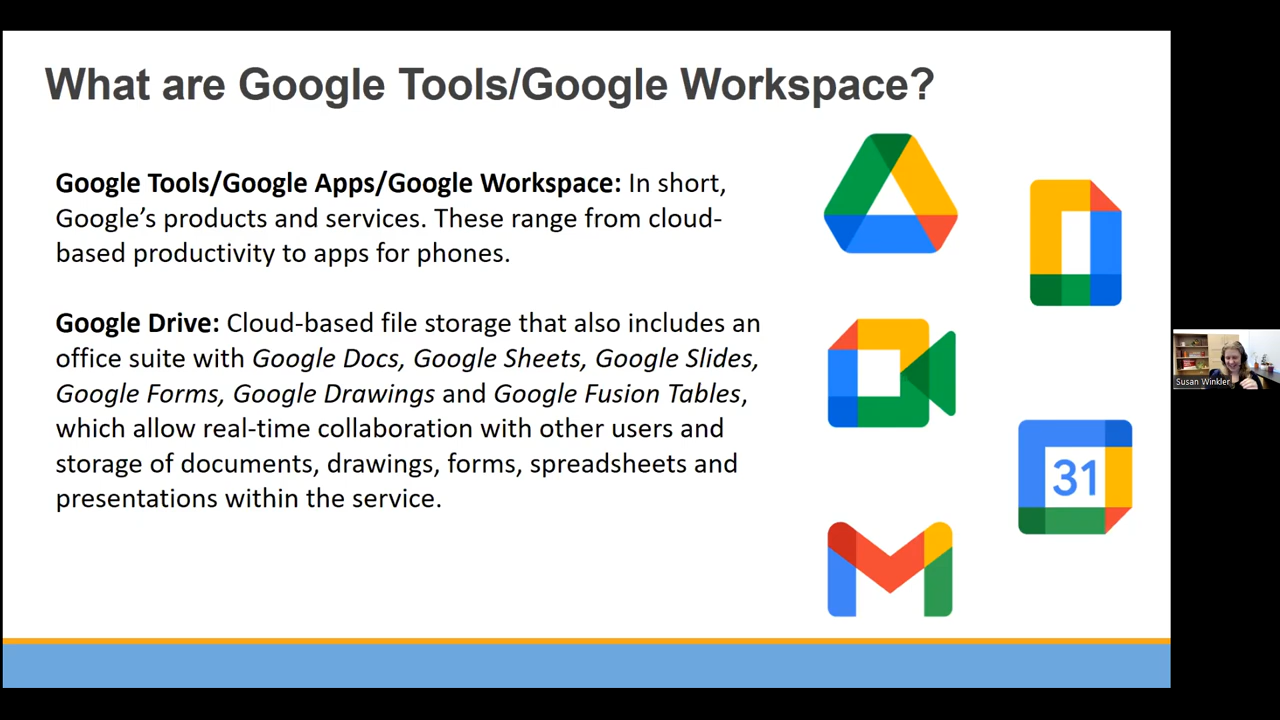 What are Google Tools/Google Workspace?
Google Tools/Google Apps/Google Workspace: In short,
Google’s products and services. These range from cloud-
based productivity to apps for phones.
Google Drive: Cloud-based file storage that also includes an
office suite with Google Docs, Google Sheets, Google Slides,
Google Forms, Google Drawings and Google Fusion Tables,
which allow real-time collaboration with other users and
storage of documents, drawings, forms, spreadsheets and
presentations within the service.
31
Susan Winkler